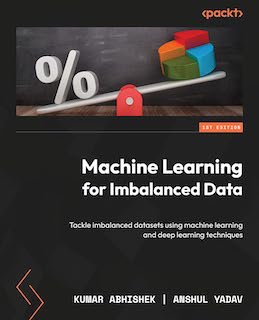 <packt>
%
1ST EDITION
Machine Learning
for Imbalanced Data
Tackle imbalanced datasets using machine learning
and deep learning techniques
KUMAR ABHISHEK | ANSHUL YADAV